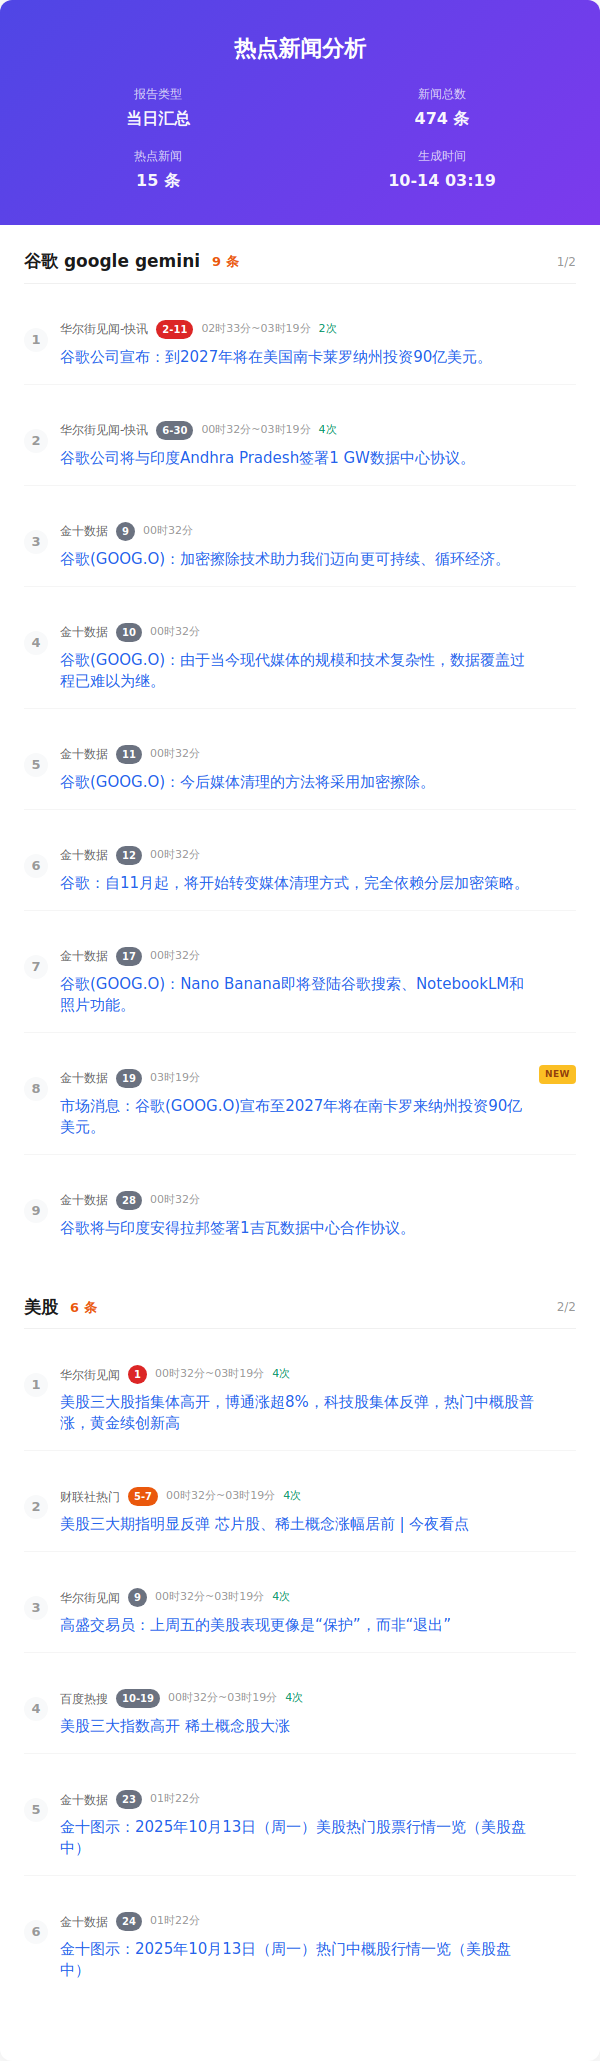 热点新闻分析
报告类型
新闻总数
当日汇总
474 条
热点新闻
生成时间
15 条
10-14 03:19
谷歌 google gemini 9 条 1/2
1
华尔街见闻-快讯 2-11 02时33分~03时19分 2次
谷歌公司宣布：到2027年将在美国南卡莱罗纳州投资90亿美元。
2
华尔街见闻-快讯 6-30 00时32分~03时19分 4次
谷歌公司将与印度Andhra Pradesh签署1 GW数据中心协议。
3
金十数据 9 00时32分
谷歌(GOOG.O)：加密擦除技术助力我们迈向更可持续、循环经济。
4
金十数据 10 00时32分
谷歌(GOOG.O)：由于当今现代媒体的规模和技术复杂性，数据覆盖过
程已难以为继。
5
金十数据 11 00时32分
谷歌(GOOG.O)：今后媒体清理的方法将采用加密擦除。
6
金十数据 12 00时32分
谷歌：自11月起，将开始转变媒体清理方式，完全依赖分层加密策略。
7
金十数据 17 00时32分
谷歌(GOOG.O)：Nano Banana即将登陆谷歌搜索、NotebookLM和
照片功能。
8
金十数据 19 03时19分 NEW
市场消息：谷歌(GOOG.O)宣布至2027年将在南卡罗来纳州投资90亿
美元。
9
金十数据 28 00时32分
谷歌将与印度安得拉邦签署1吉瓦数据中心合作协议。
美股 6 条 2/2
1
华尔街见闻 1 00时32分~03时19分 4次
美股三大股指集体高开，博通涨超8%，科技股集体反弹，热门中概股普
涨，黄金续创新高
2
财联社热门 5-7 00时32分~03时19分 4次
美股三大期指明显反弹 芯片股、稀土概念涨幅居前 | 今夜看点
3
华尔街见闻 9 00时32分~03时19分 4次
高盛交易员：上周五的美股表现更像是“保护”，而非“退出”
4
百度热搜 10-19 00时32分~03时19分 4次
美股三大指数高开 稀土概念股大涨
5
金十数据 23 01时22分
金十图示：2025年10月13日（周一）美股热门股票行情一览（美股盘
中）
6
金十数据 24 01时22分
金十图示：2025年10月13日（周一）热门中概股行情一览（美股盘
中）